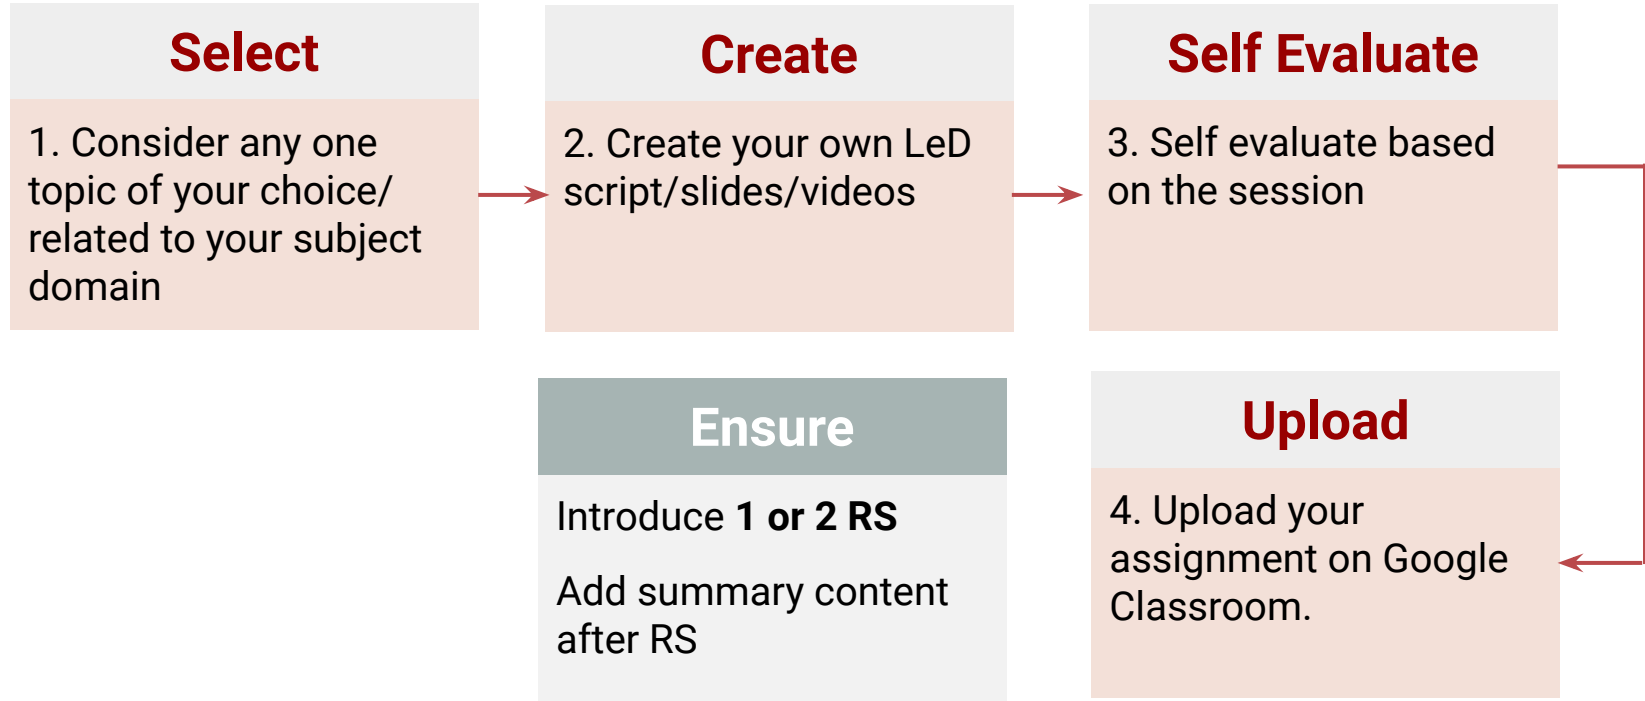 Select
1. Consider any one
topic of your choice/
related to your subject
domain
Create
2. Create your own LeD
script/slides/videos
Self Evaluate
3. Self evaluate based
on the session
Upload
4. Upload your
assignment on Google
Classroom.
Ensure
Introduce 1 or 2 RS
Add summary content
after RS